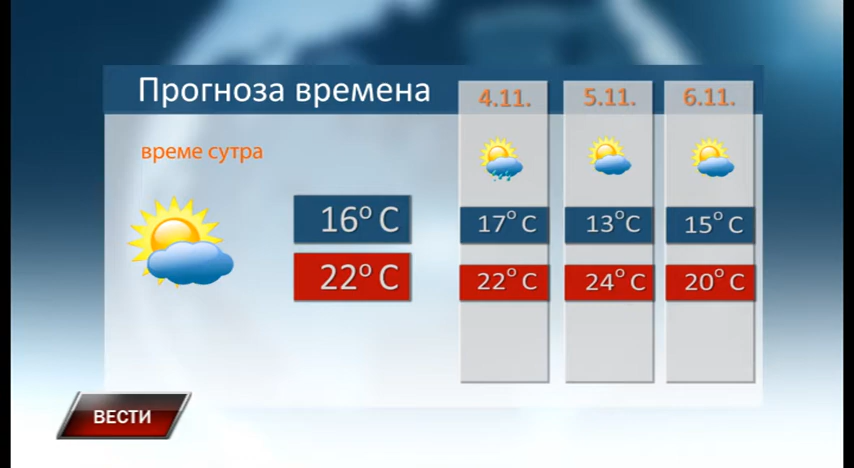 Прогноза времена
4.11.
5.11.
6.11.
време сутра
16° C
17° C
13°C
15° C
22° C
22° C
24° C
20° C
ВЕСТИ